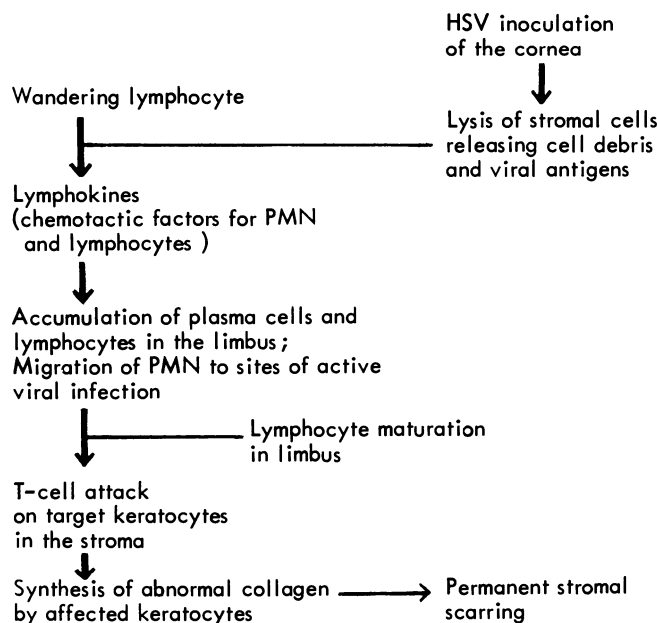 HSV inoculation
of the cornea
Wandering lymphocyte
Lysis of stromal cells
releasing cell debris
and viral antigens
Lymphokines
(chemotactic factors for PMN
and lymphocytes )
Accumulation of plasma cells and
lymphocytes in the limbus;
Migration of PMN to sites of active
viral infection
Lymphocyte maturation
in limbus
T-cell attack
on target keratocytes
in the stroma
Synthesis of abnormal collagen
by affected keratocytes
Permanent stromal
scarring